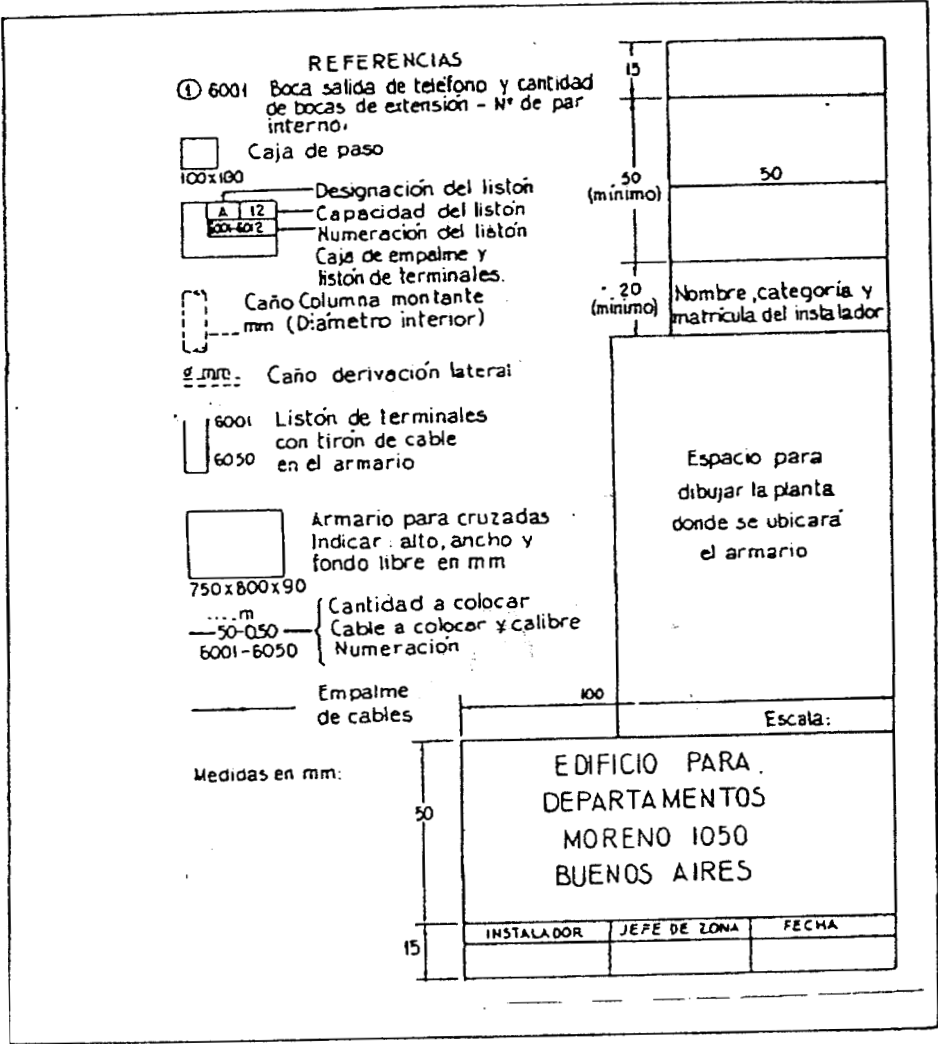 REFERENCIAS
① 6001 Boca salida de teléfono y cantidad
de bocas de extensión - Nº de par
interno.
Caja de paso
100x100
Designación del listón
A 12
Capacidad del listón
6001-6012
Numeración del listón
Caja de empalme y
listón de terminales.
Caño Columna montante
mm (Diámetro interior)
ø mm. Caño derivación lateral
6001 Listón de terminales
con tirón de cable
6050 en el armario
Armario para cruzadas
Indicar : alto, ancho y
fondo libre en mm
750x800x90
....m Cantidad a colocar
50-0.50 Cable a colocar y calibre
6001-6050 Numeración
Empalme
de cables
Medidas en mm:
15
50
(mínimo)
50
20
(mínimo)
Nombre, categoría y
matrícula del instalador
Espacio para
dibujar la planta
donde se ubicará
el armario
100
Escala:
50
EDIFICIO PARA
DEPARTAMENTOS
MORENO 1050
BUENOS AIRES
15
INSTALADOR JEFE DE ZONA FECHA